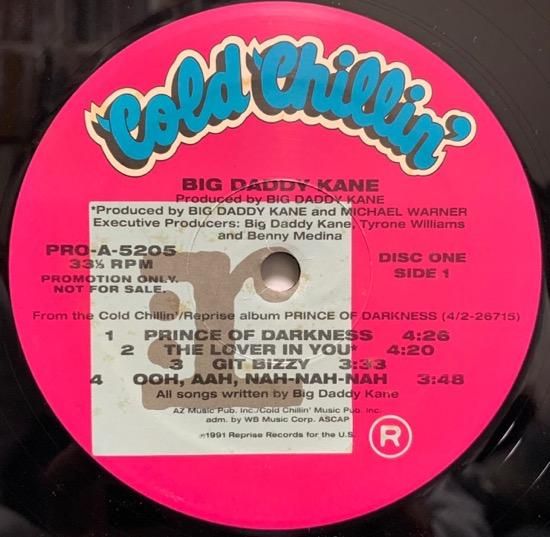 'Cold Chillin'
BIG DADDY KANE
Produced by BIG DADDY KANE
*Produced by BIG DADDY KANE and MICHAEL WARNER
Executive Producers: Big Daddy Kane, Tyrone Williams
and Benny Medina
PRO-A-5205
33⅓ RPM
PROMOTION ONLY.
NOT FOR SALE.
DISC ONE
SIDE 1
From the Cold Chillin'/Reprise album PRINCE OF DARKNESS (4/2-26715)
1 PRINCE OF DARKNESS 4:26
2 THE LOVER IN YOU* 4:20
3 GIT BIZZY 3:33
4 OOH, AAH, NAH-NAH-NAH 3:48
All songs written by Big Daddy Kane
AZ Music Pub. Inc./Cold Chillin' Music Pub. Inc.
adm. by WB Music Corp. ASCAP
℗1991 Reprise Records for the U.S.
:r
R